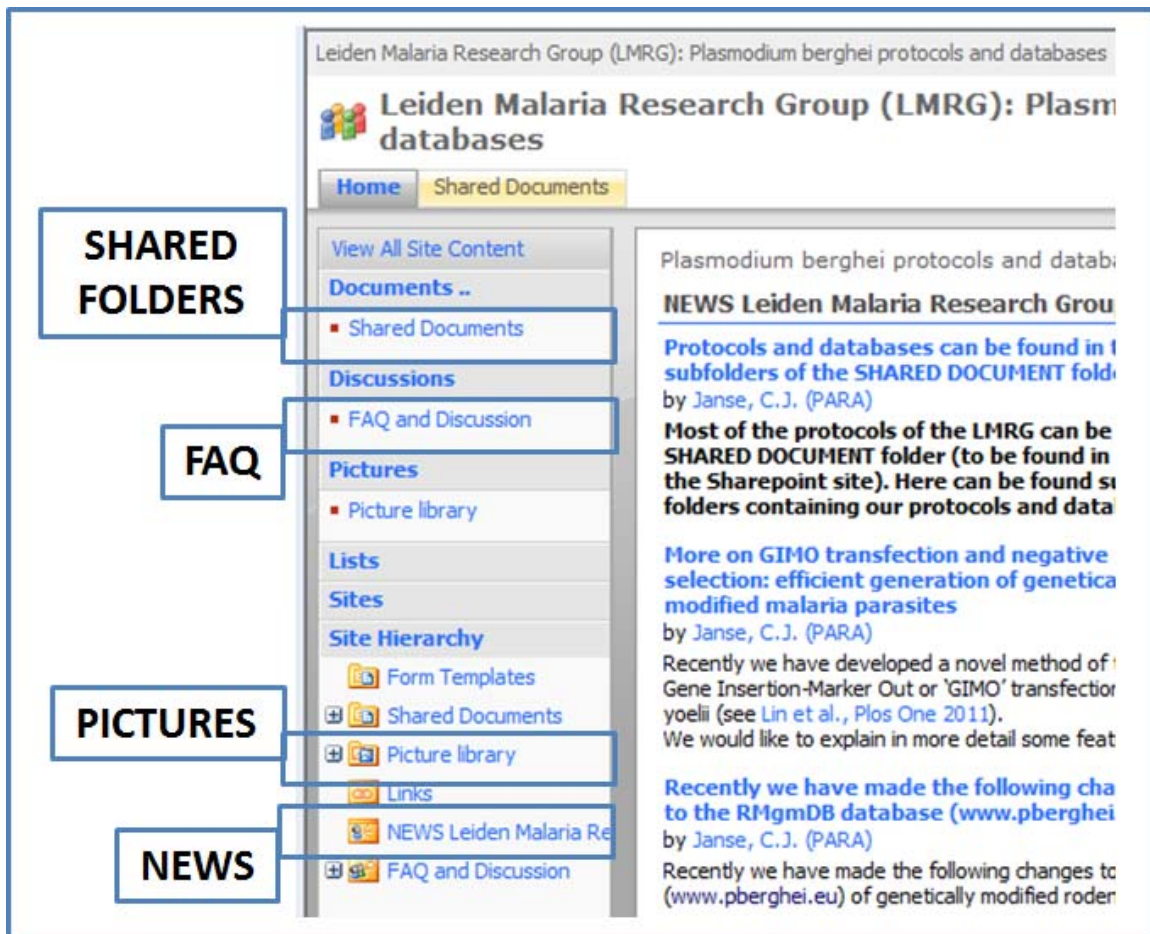 Leiden Malaria Research Group (LMRG): Plasmodium berghei protocols and databases
Leiden Malaria Research Group (LMRG): Plasm
databases
Home
Shared Documents
SHARED
FOLDERS
FAQ
PICTURES
NEWS
View All Site Content
Documents ..
Shared Documents
Discussions
FAQ and Discussion
Pictures
Picture library
Lists
Sites
Site Hierarchy
Form Templates
Shared Documents
Picture library
Links
NEWS Leiden Malaria Re
FAQ and Discussion
Plasmodium berghei protocols and datab
NEWS Leiden Malaria Research Grou
Protocols and databases can be found in t
subfolders of the SHARED DOCUMENT fold
by Janse, C.J. (PARA)
Most of the protocols of the LMRG can be
SHARED DOCUMENT folder (to be found in
the Sharepoint site). Here can be found su
folders containing our protocols and data
More on GIMO transfection and negative
selection: efficient generation of genetica
modified malaria parasites
by Janse, C.J. (PARA)
Recently we have developed a novel method of
Gene Insertion-Marker Out or 'GIMO' transfection
yoelii (see Lin et al., Plos One 2011).
We would like to explain in more detail some feat
Recently we have made the following cha
to the RMgmDB database (www.pberghei
by Janse, C.J. (PARA)
Recently we have made the following changes to
(www.pberghei.eu) of genetically modified roden